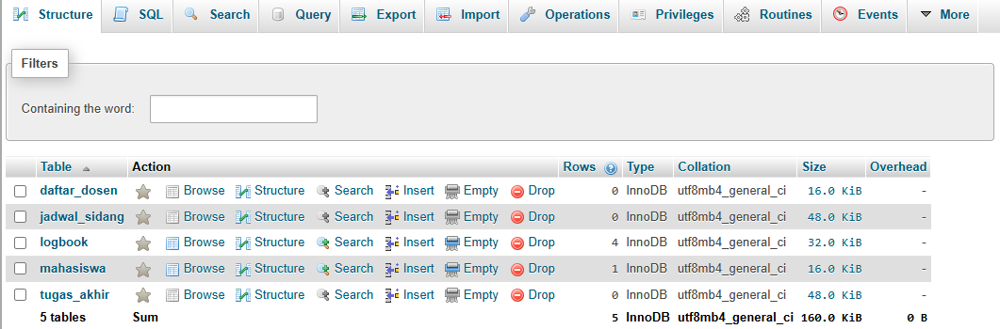 Structure SQL Search Query Export Import Operations Privileges Routines Events More
Filters
Containing the word:
Table Action Rows Type Collation Size Overhead
daftar_dosen Browse Structure Search Insert Empty Drop 0 InnoDB utf8mb4_general_ci 16.0 KiB -
jadwal_sidang Browse Structure Search Insert Empty Drop 0 InnoDB utf8mb4_general_ci 48.0 KiB -
logbook Browse Structure Search Insert Empty Drop 4 InnoDB utf8mb4_general_ci 32.0 KiB -
mahasiswa Browse Structure Search Insert Empty Drop 1 InnoDB utf8mb4_general_ci 16.0 KiB -
tugas_akhir Browse Structure Search Insert Empty Drop 0 InnoDB utf8mb4_general_ci 48.0 KiB -
5 tables Sum 5 InnoDB utf8mb4_general_ci 160.0 KiB 0 B